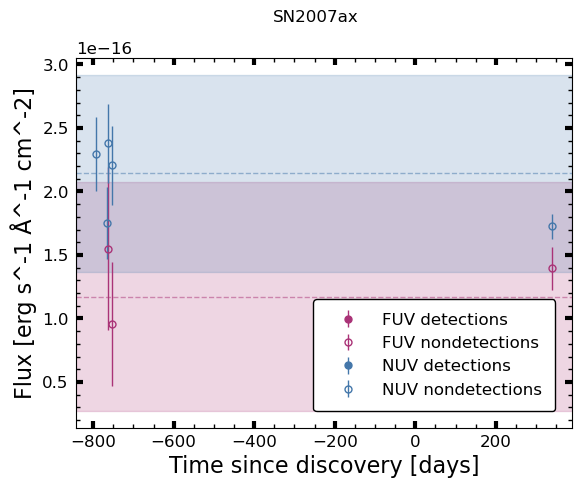 SN2007ax
1e−16
3.0
2.5
2.0
1.5
1.0
0.5
Flux [erg s^-1 Å^-1 cm^-2]
FUV detections
FUV nondetections
NUV detections
NUV nondetections
−800 −600 −400 −200 0 200
Time since discovery [days]